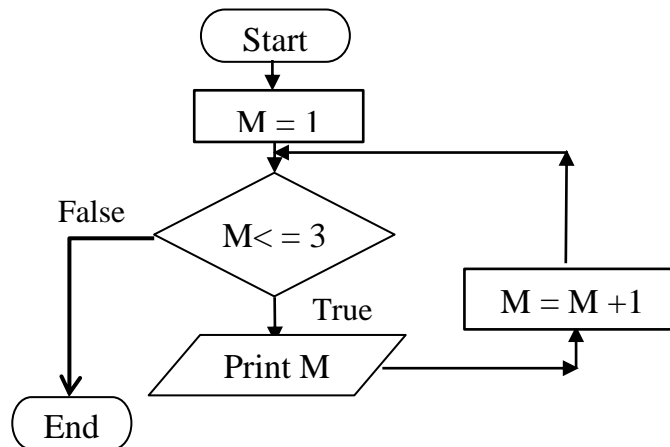 Start
M = 1
False
M< = 3
M = M +1
True
Print M
End